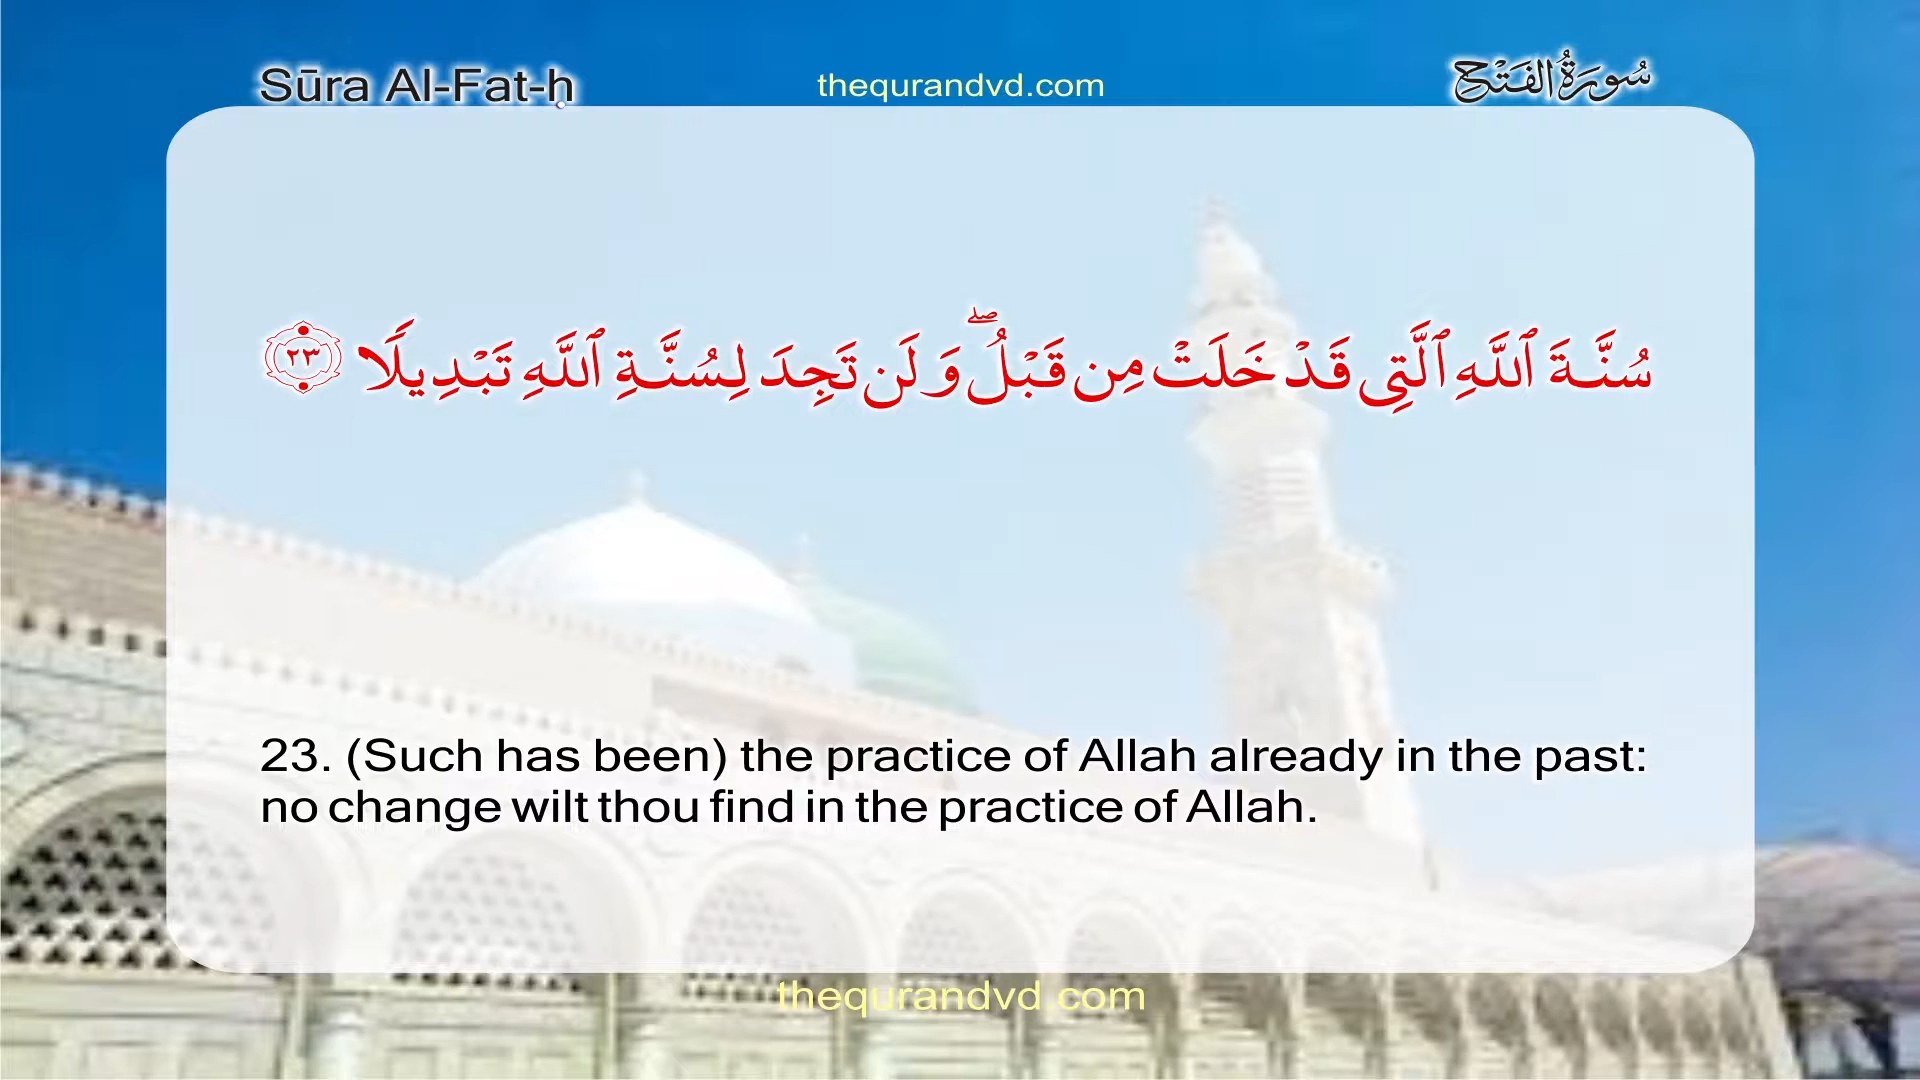 Sūra Al-Fat-ḥ
thequrandvd.com
سُورَةُ الفَتْح
سُنَّةَ ٱللَّهِ ٱلَّتِى قَدْ خَلَتْ مِن قَبْلُ ۖ وَلَن تَجِدَ لِسُنَّةِ ٱللَّهِ تَبْدِيلًا ٢٣
23. (Such has been) the practice of Allah already in the past:
no change wilt thou find in the practice of Allah.
thequrandvd.com